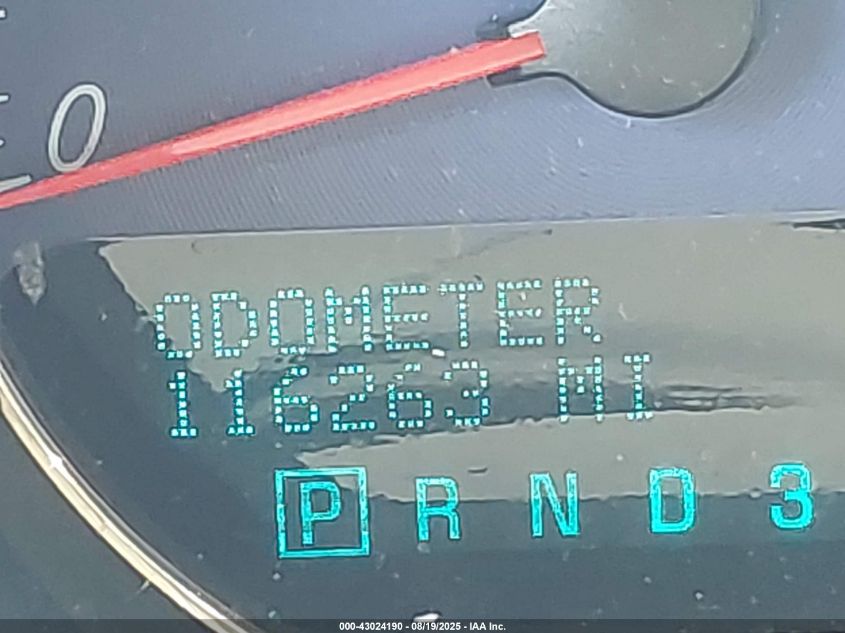 0
ODOMETER
116263 MI
P R N D 3
000-43024190 - 08/19/2025 - IAA Inc.